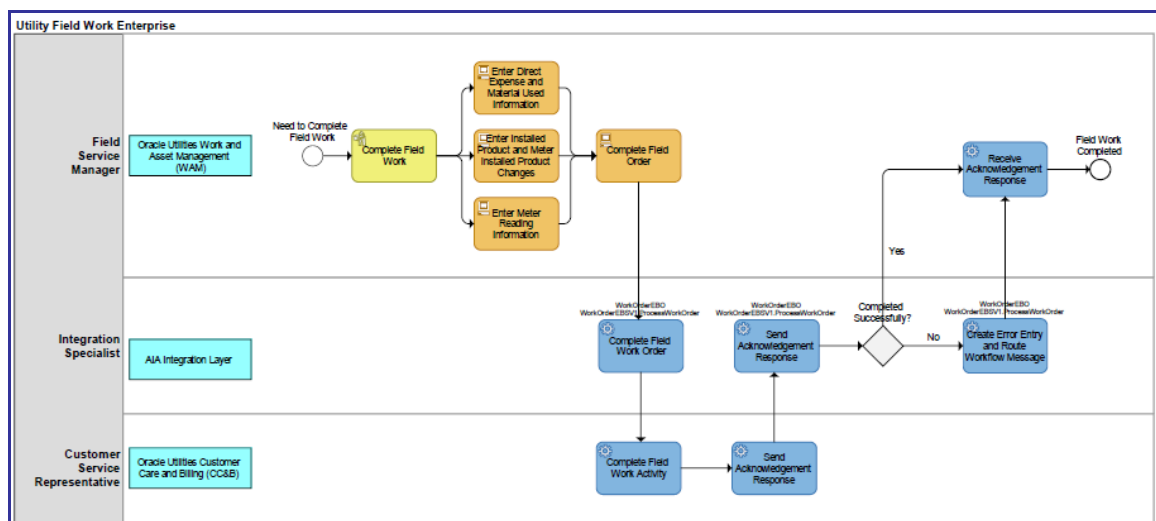 Utility Field Work Enterprise
Field
Service
Manager
Oracle Utilities Work and
Asset Management
(WAM)
Need to Complete
Field Work
Complete Field
Work
Enter Direct
Expense and
Material Used
Information
Enter Installed
Product and Meter
Installed Product
Changes
Enter Meter
Reading
Information
Complete Field
Order
Receive
Acknowledgement
Response
Field Work
Completed
Yes
Integration
Specialist
AIA Integration Layer
WorkOrderEBO
WorkOrderEBSV1.ProcessWorkOrder
Complete Field
Work Order
WorkOrderEBO
WorkOrderEBSV1.ProcessWorkOrder
Send
Acknowledgement
Response
Completed
Successfully?
No
WorkOrderEBO
WorkOrderEBSV1.ProcessWorkOrder
Create Error Entry
and Route
Workflow Message
Customer
Service
Representative
Oracle Utilities Customer
Care and Billing (CC&B)
Complete Field
Work Activity
Send
Acknowledgement
Response